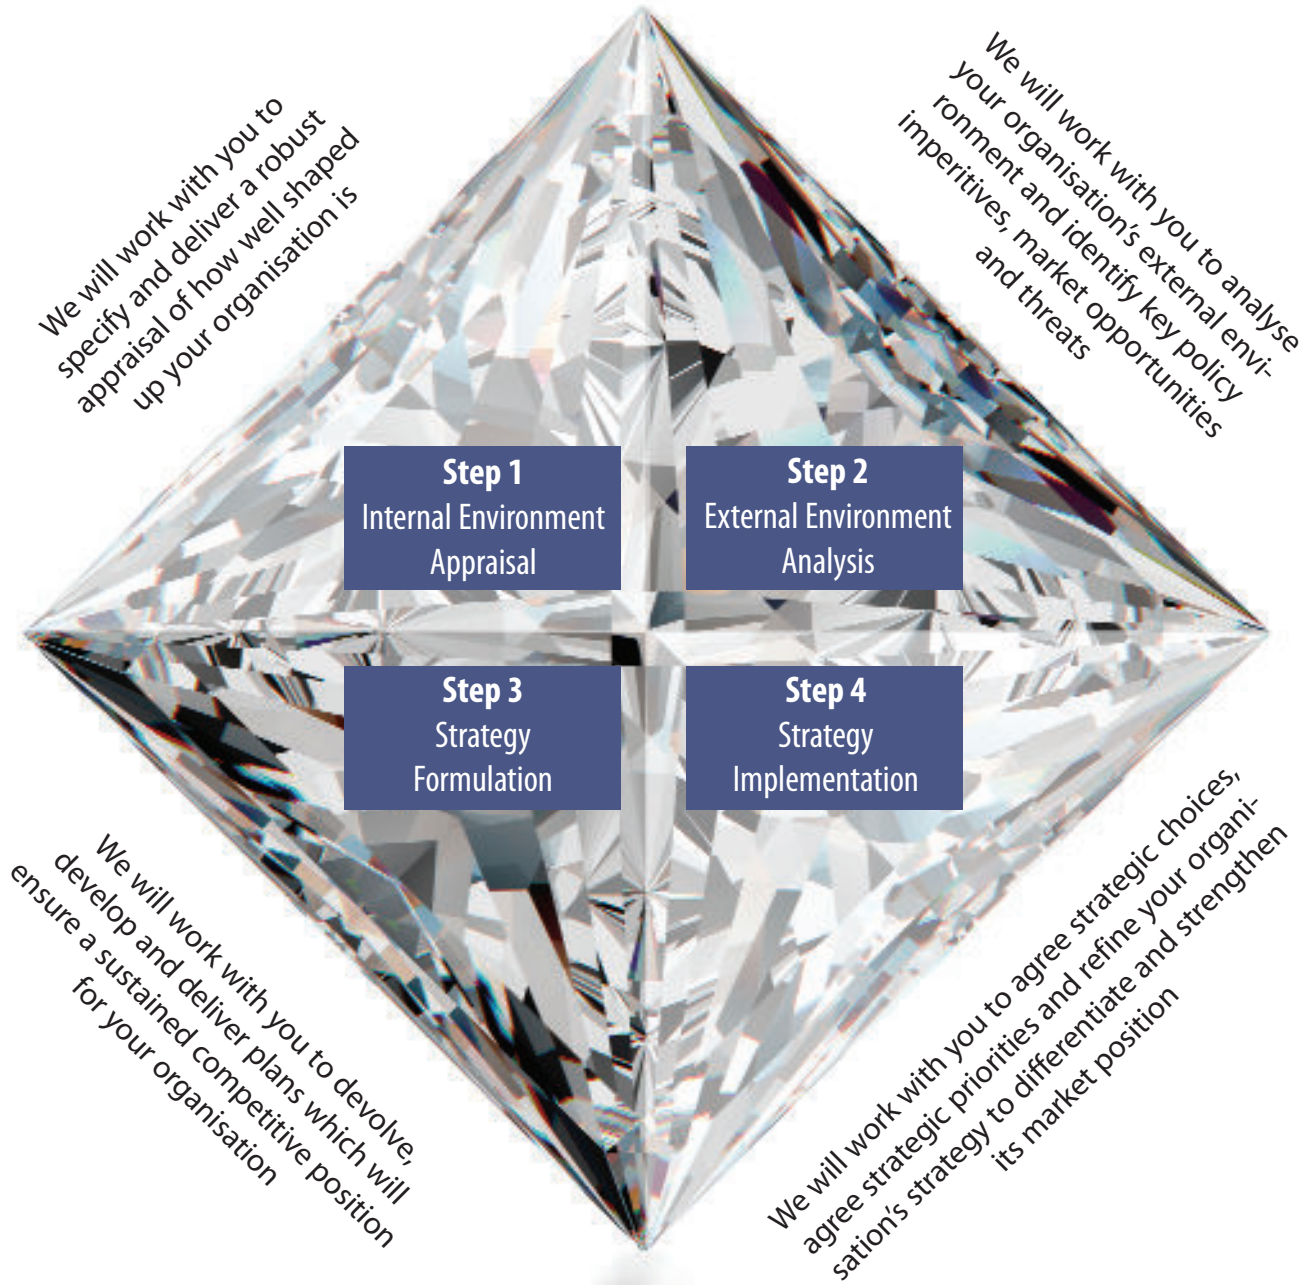 We will work with you to
specify and deliver a robust
appraisal of how well shaped
up your organisation is
We will work with you to analyse
your organisation's external envi-
ronment and identify key policy
imperitives, market opportunities
and threats
Step 1
Internal Environment
Appraisal
Step 2
External Environment
Analysis
Step 3
Strategy
Formulation
Step 4
Strategy
Implementation
We will work with you to devolve,
develop and deliver plans which will
ensure a sustained competitive position
for your organisation
We will work with you to agree strategic choices,
agree strategic priorities and refine your organi-
sation's strategy to differentiate and strengthen
its market position